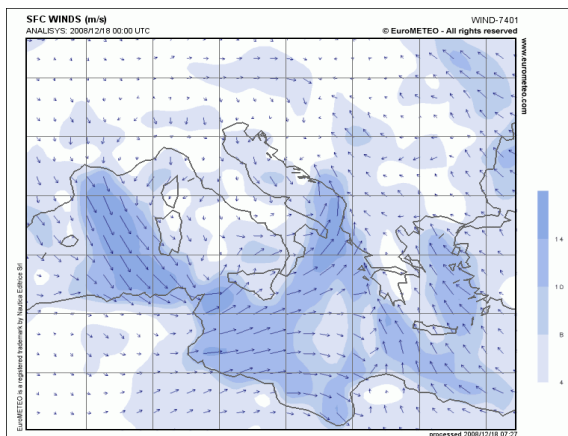 SFC WINDS (m/s)
WIND-7401
ANALISYS: 2008/12/18 00:00 UTC
© EuroMETEO - All rights reserved
www.eurometeo.com
14
10
8
4
EuroMETEO is a registered trademark by Nautica Editrice Srl
processed 2008/12/18 07:27